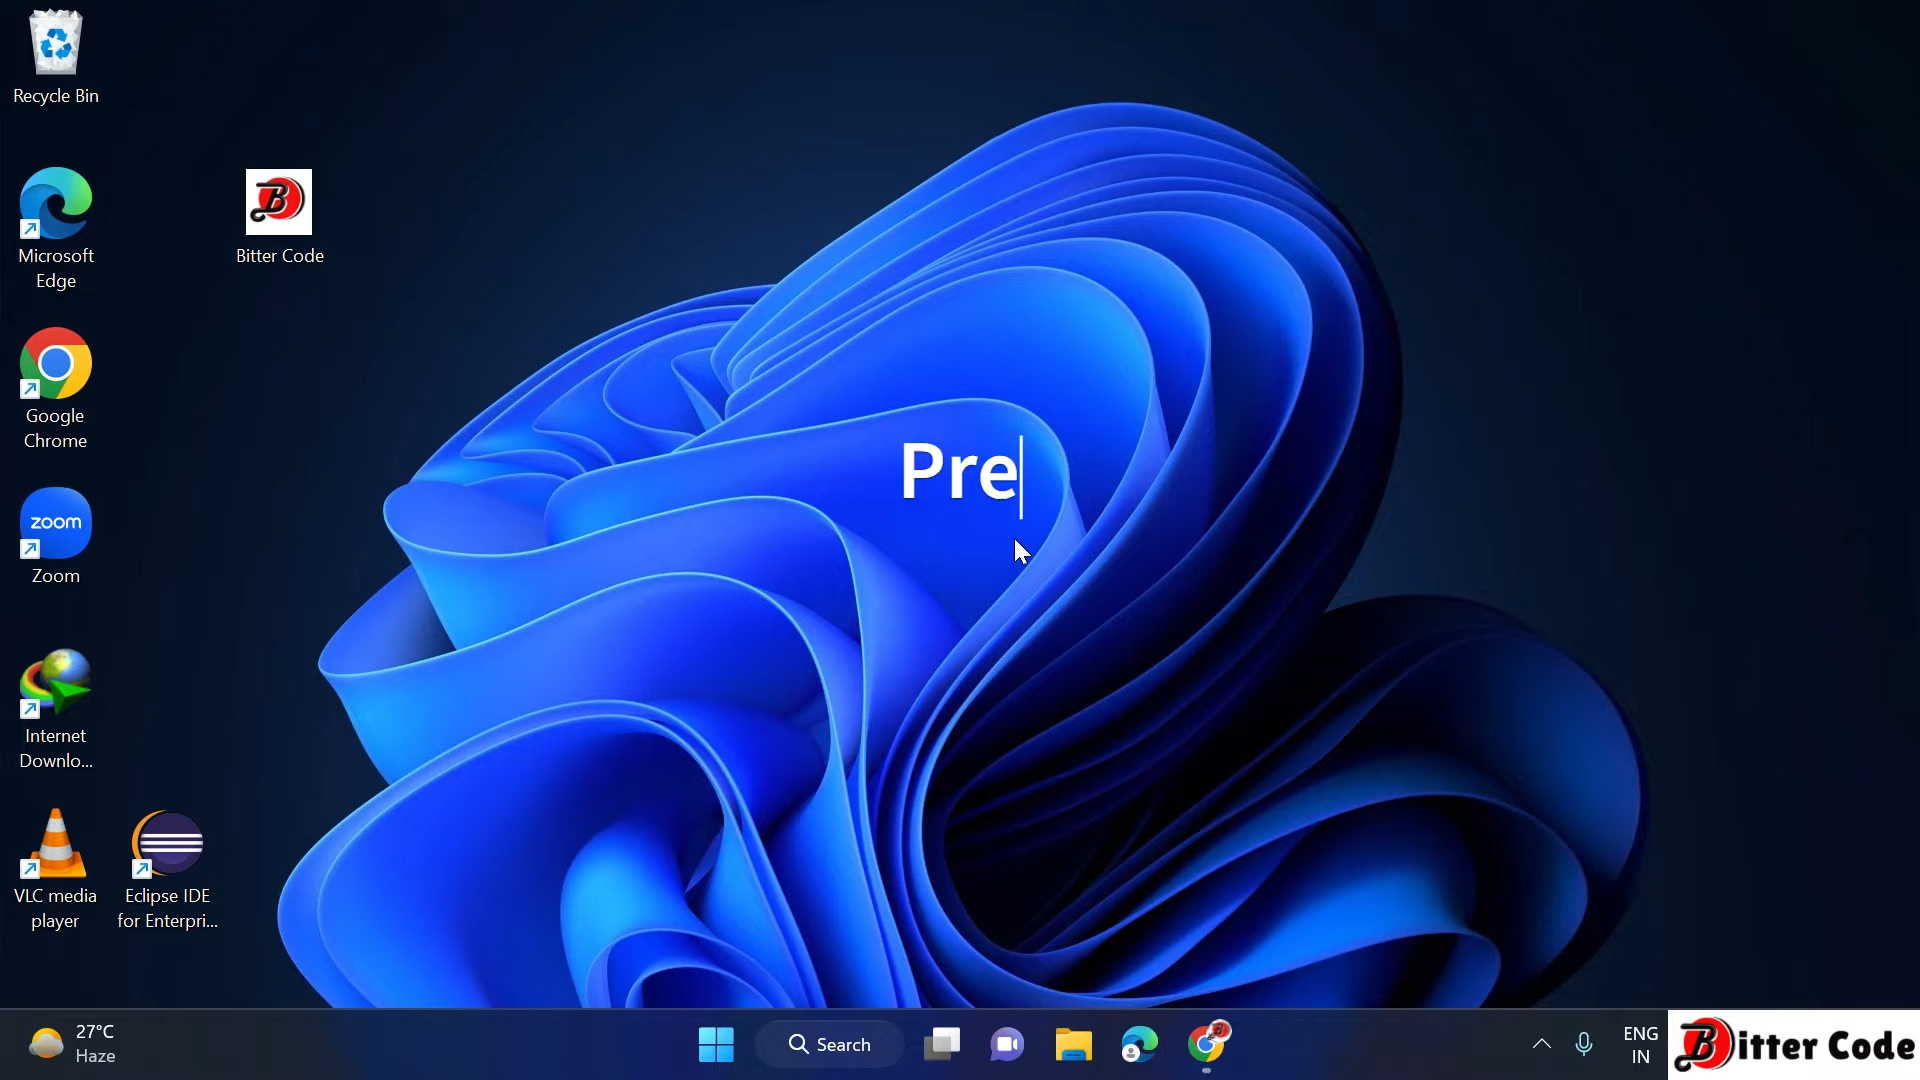 Recycle Bin
Microsoft
Edge
Bitter Code
Google
Chrome
Pre
zoom
Zoom
Internet
Downlo...
VLC media
player
Eclipse IDE
for Enterpri...
27°C
Haze
Search
ENG
IN
Bitter Code